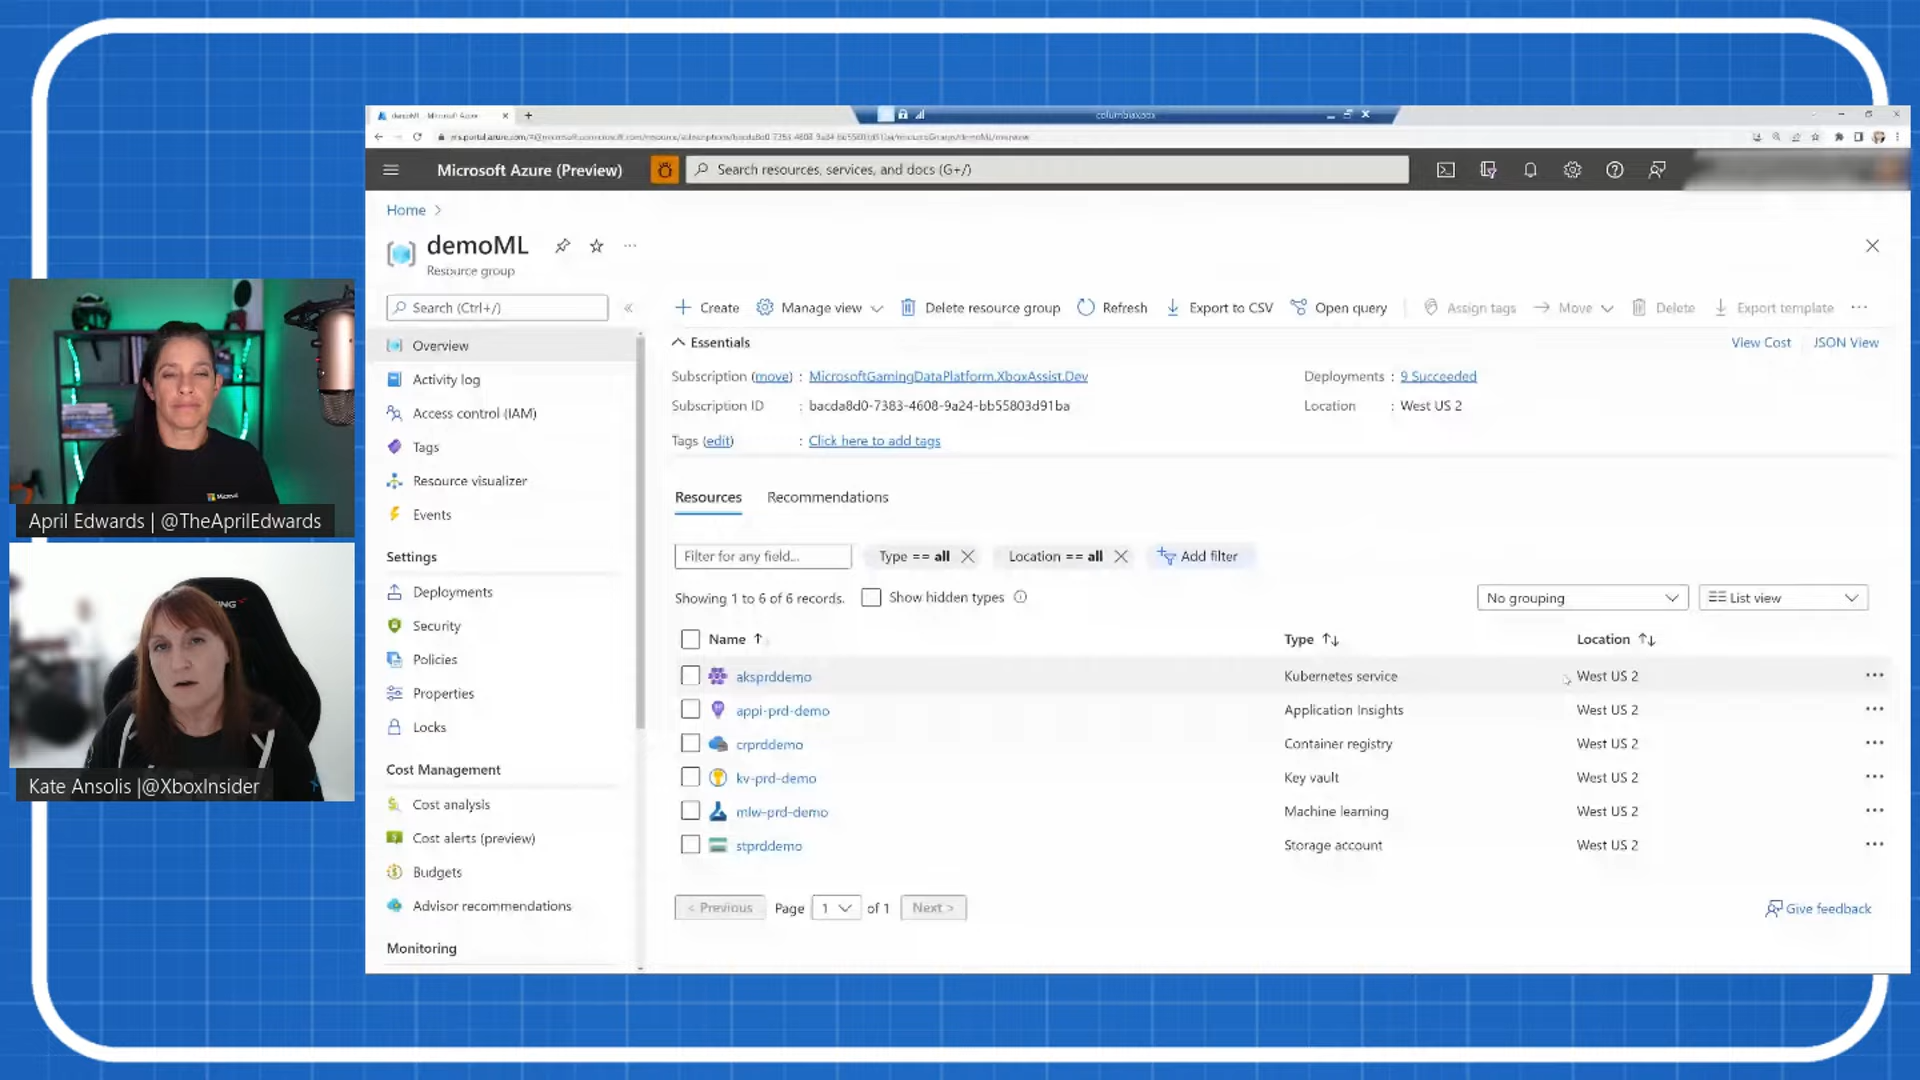 demoML - Microsoft Azure
columbiaxbox
Microsoft Azure (Preview)
Search resources, services, and docs (G+/)
Home
demoML
Resource group
Search (Ctrl+/)
Overview
Activity log
Access control (IAM)
Tags
Resource visualizer
Events
Settings
Deployments
Security
Policies
Properties
Locks
Cost Management
Cost analysis
Cost alerts (preview)
Budgets
Advisor recommendations
Monitoring
Create
Manage view
Delete resource group
Refresh
Export to CSV
Open query
Assign tags
Move
Delete
Export template
Essentials
View Cost
JSON View
Subscription (move) : MicrosoftGamingDataPlatform.XboxAssist.Dev
Deployments : 9 Succeeded
Subscription ID : bacda8d0-7383-4608-9a24-bb55803d91ba
Location : West US 2
Tags (edit) : Click here to add tags
Resources Recommendations
Filter for any field...
Type == all
Location == all
Add filter
Showing 1 to 6 of 6 records.
Show hidden types
No grouping
List view
Name Type Location
aksprddemo Kubernetes service West US 2
appi-prd-demo Application Insights West US 2
crprddemo Container registry West US 2
kv-prd-demo Key vault West US 2
mlw-prd-demo Machine learning West US 2
stprddemo Storage account West US 2
< Previous Page 1 of 1 Next >
Give feedback
April Edwards | @TheAprilEdwards
Kate Ansolis |@XboxInsider